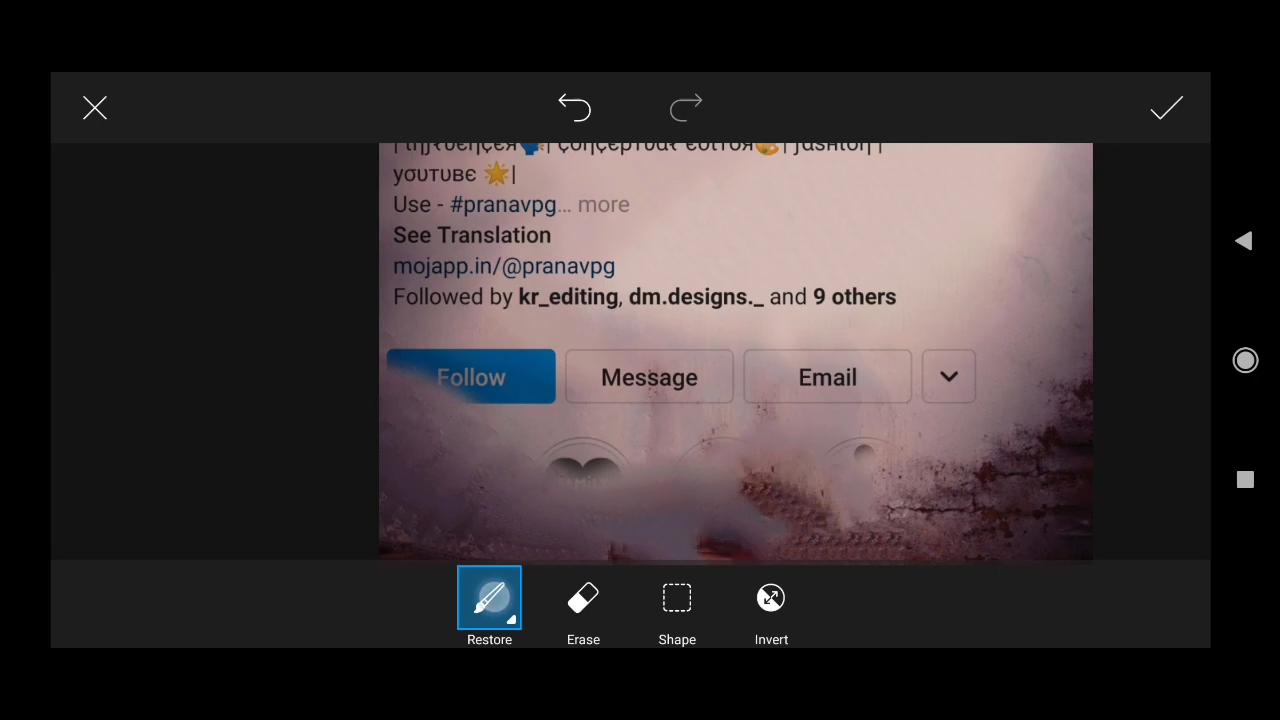 уσυтυвє 🌟|
Use - #pranavpg... more
See Translation
mojapp.in/@pranavpg
Followed by kr_editing, dm.designs._ and 9 others
Follow Message Email
Restore Erase Shape Invert